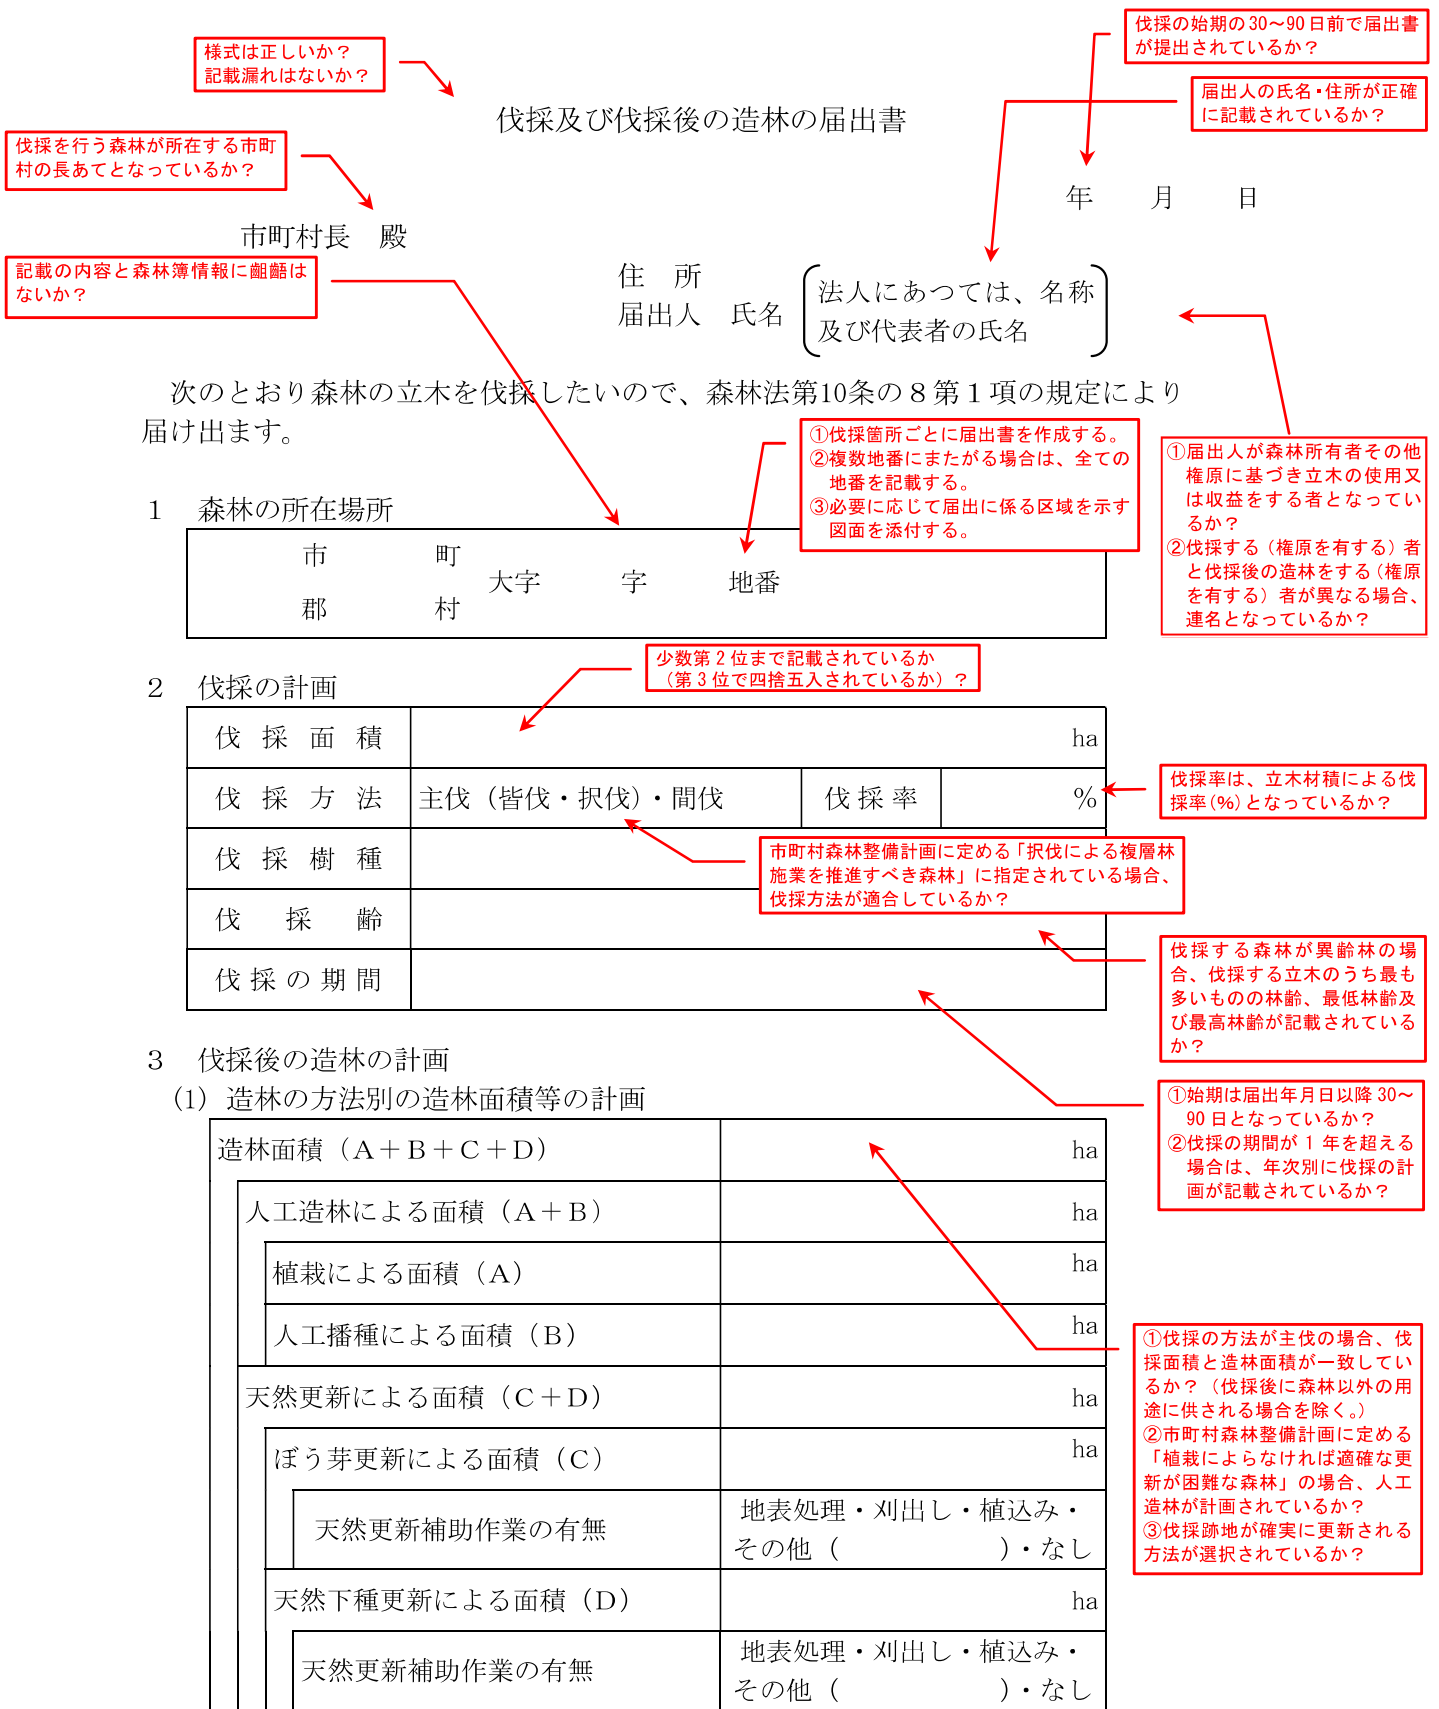 伐採の始期の30～90日前で届出書
が提出されているか？
様式は正しいか？
記載漏れはないか？
届出人の氏名・住所が正確
に記載されているか？
伐採及び伐採後の造林の届出書
伐採を行う森林が所在する市町
村の長あてとなっているか？
年　月　日
市町村長　殿
記載の内容と森林簿情報に齟齬は
ないか？
住　所
届出人　氏名
法人にあつては、名称
及び代表者の氏名
次のとおり森林の立木を伐採したいので、森林法第10条の８第１項の規定により
届け出ます。
①伐採箇所ごとに届出書を作成する。
②複数地番にまたがる場合は、全ての
地番を記載する。
③必要に応じて届出に係る区域を示す
図面を添付する。
①届出人が森林所有者その他
権原に基づき立木の使用又
は収益をする者となってい
るか？
②伐採する（権原を有する）者
と伐採後の造林をする（権原
を有する）者が異なる場合、
連名となっているか？
１　森林の所在場所
市　町
大字　字　地番
郡　村
少数第２位まで記載されているか
（第３位で四捨五入されているか）？
２　伐採の計画
伐採面積　ha
伐採方法　主伐（皆伐・択伐）・間伐　伐採率　％
伐採率は、立木材積による伐
採率(%)となっているか？
市町村森林整備計画に定める「択伐による複層林
施業を推進すべき森林」に指定されている場合、
伐採方法が適合しているか？
伐採樹種
伐採齢
伐採の期間
伐採する森林が異齢林の場
合、伐採する立木のうち最も
多いものの林齢、最低林齢及
び最高林齢が記載されている
か？
３　伐採後の造林の計画
(1)　造林の方法別の造林面積等の計画
①始期は届出年月日以降30～
90日となっているか？
②伐採の期間が１年を超える
場合は、年次別に伐採の計
画が記載されているか？
造林面積（Ａ＋Ｂ＋Ｃ＋Ｄ）　ha
人工造林による面積（Ａ＋Ｂ）　ha
植栽による面積（Ａ）　ha
人工播種による面積（Ｂ）　ha
①伐採の方法が主伐の場合、伐
採面積と造林面積が一致してい
るか？（伐採後に森林以外の用
途に供される場合を除く。）
②市町村森林整備計画に定める
「植栽によらなければ適確な更
新が困難な森林」の場合、人工
造林が計画されているか？
③伐採跡地が確実に更新される
方法が選択されているか？
天然更新による面積（Ｃ＋Ｄ）　ha
ぼう芽更新による面積（Ｃ）　ha
天然更新補助作業の有無
地表処理・刈出し・植込み・
その他（　　　）・なし
天然下種更新による面積（Ｄ）　ha
天然更新補助作業の有無
地表処理・刈出し・植込み・
その他（　　　）・なし